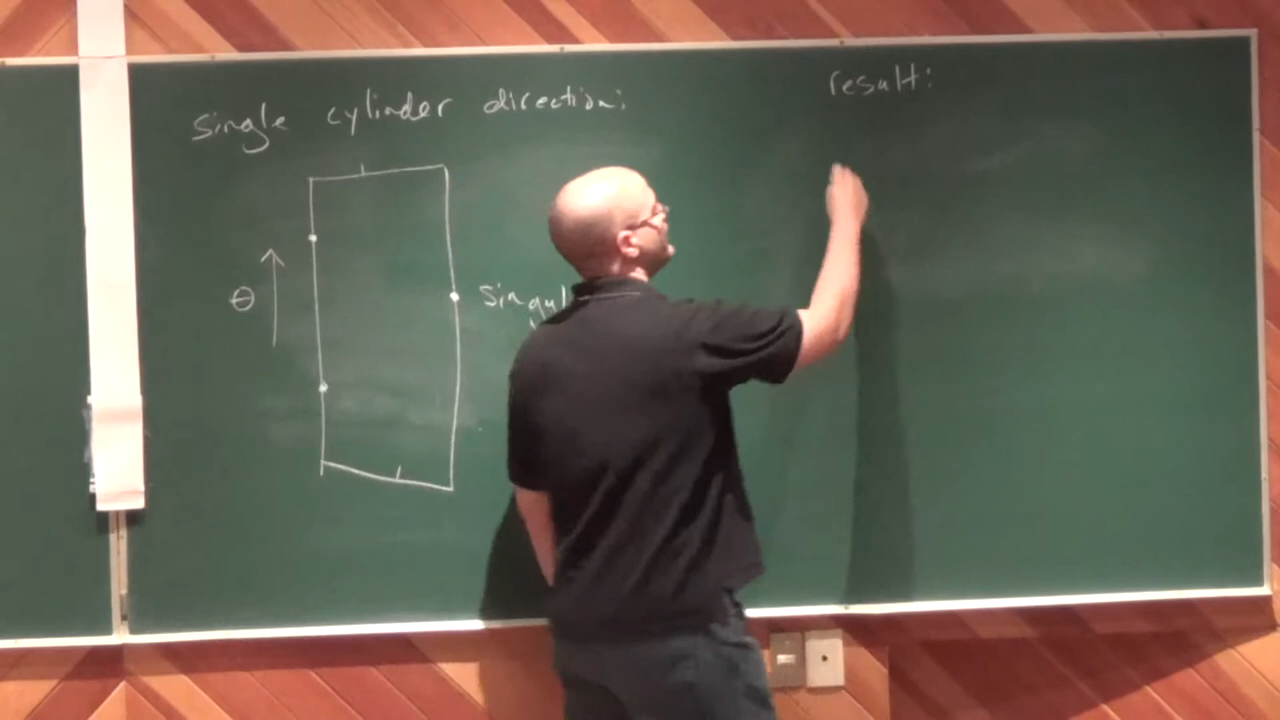 single cylinder direction:
result:
θ
singul